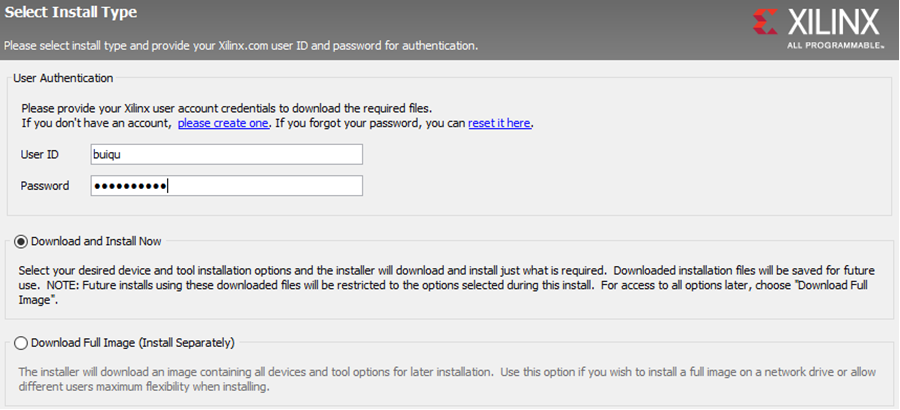 Select Install Type
Please select install type and provide your Xilinx.com user ID and password for authentication.
XILINX
ALL PROGRAMMABLE™
User Authentication
Please provide your Xilinx user account credentials to download the required files.
If you don't have an account, please create one. If you forgot your password, you can reset it here.
User ID buiqu
Password ●●●●●●●●●●
Download and Install Now
Select your desired device and tool installation options and the installer will download and install just what is required. Downloaded installation files will be saved for future
use. NOTE: Future installs using these downloaded files will be restricted to the options selected during this install. For access to all options later, choose "Download Full
Image".
Download Full Image (Install Separately)
The installer will download an image containing all devices and tool options for later installation. Use this option if you wish to install a full image on a network drive or allow
different users maximum flexibility when installing.